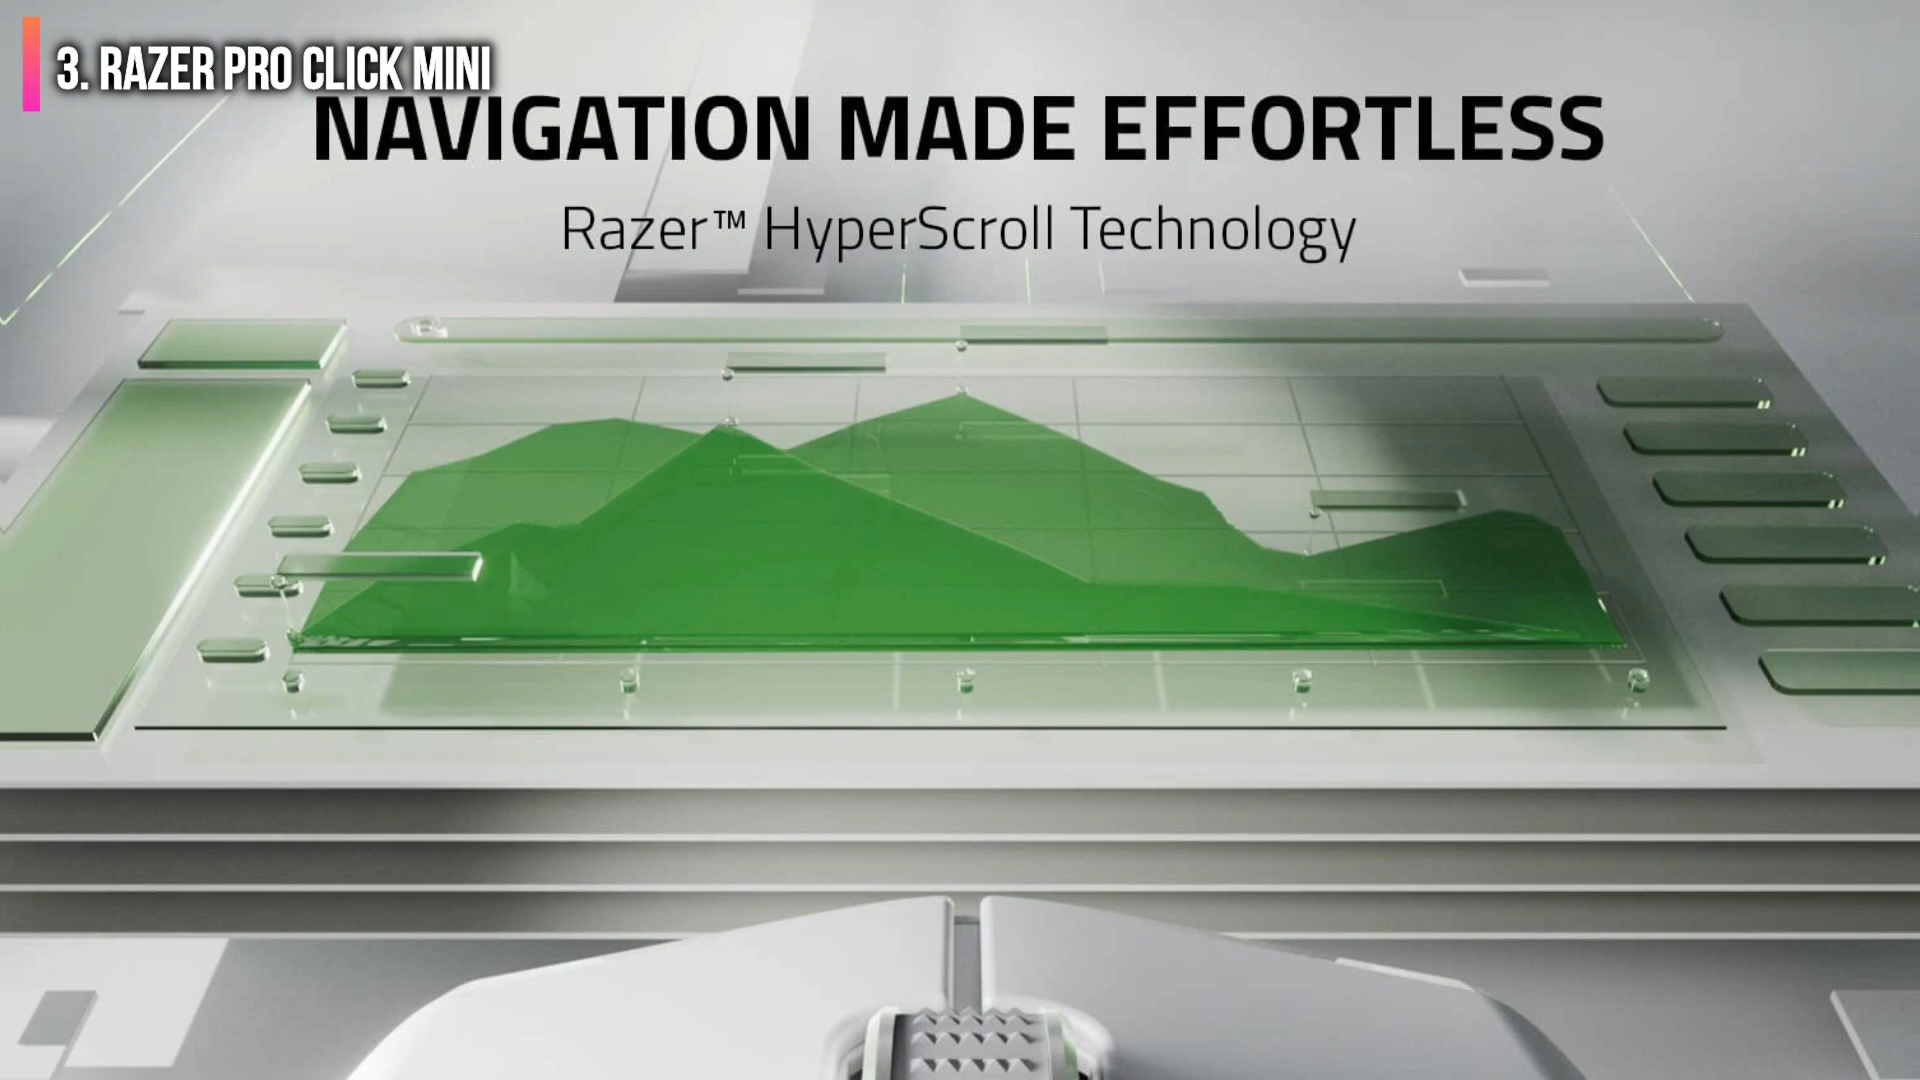 3. RAZER PRO CLICK MINI
NAVIGATION MADE EFFORTLESS
Razer™ HyperScroll Technology